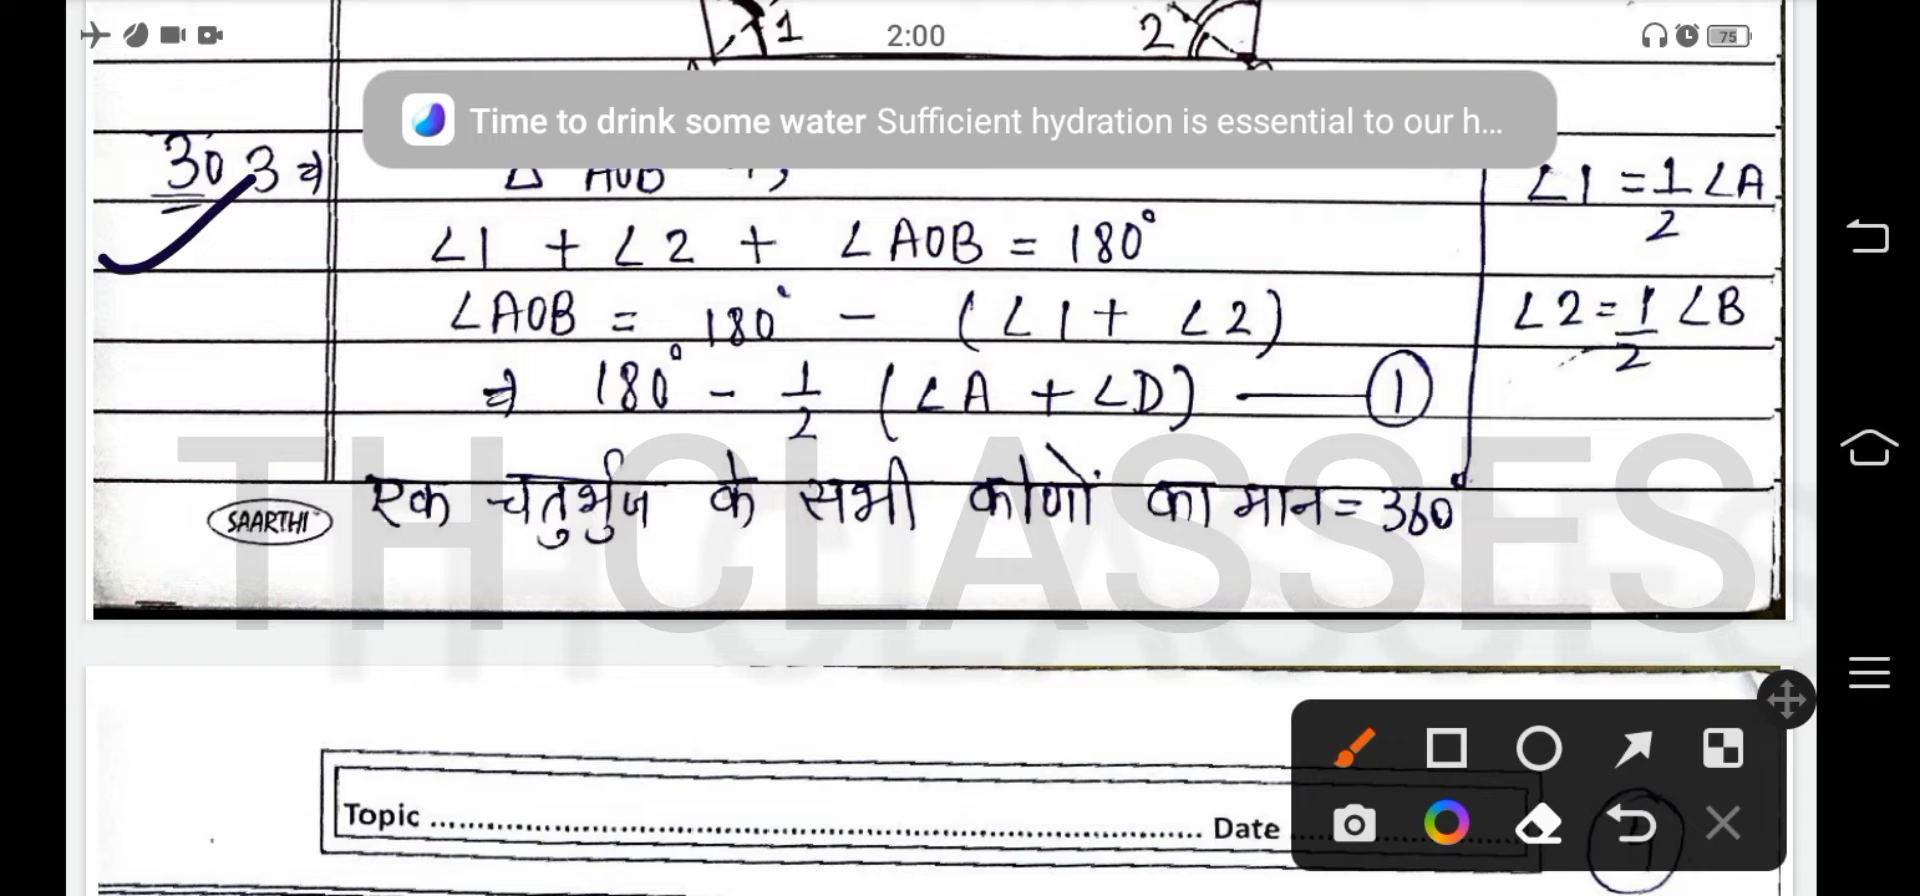 1 2:00 2 75
Time to drink some water Sufficient hydration is essential to our h...
30 3 ⇒
∠1 = 1/2 ∠A
∠1 + ∠2 + ∠AOB = 180°
∠AOB = 180° - (∠1 + ∠2)
∠2 = 1/2 ∠B
⇒ 180° - 1/2 (∠A + ∠D) — ①
TH CLASSES
SAARTHI
एक चतुर्भुज के सभी कोणों का मान = 360°
Topic ........ Date ........